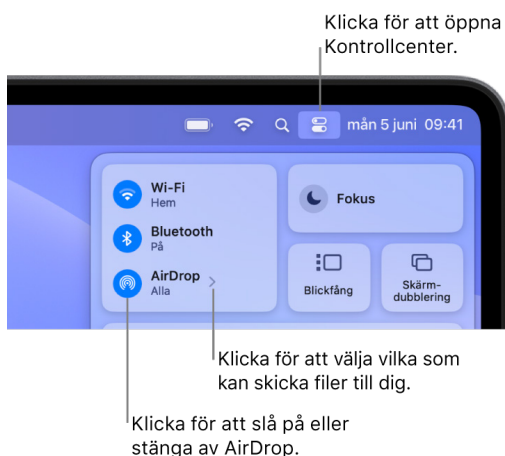 Klicka för att öppna
Kontrollcenter.
mån 5 juni 09:41
Wi-Fi
Hem
Fokus
Bluetooth
På
AirDrop
Alla
Blickfång
Skärm-
dubblering
Klicka för att välja vilka som
kan skicka filer till dig.
Klicka för att slå på eller
stänga av AirDrop.